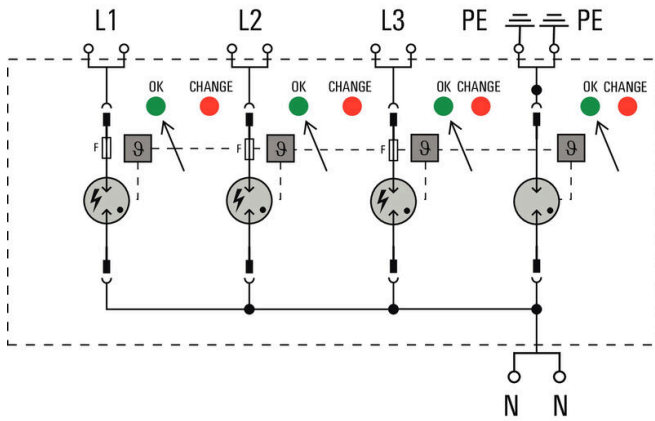 L1 L2 L3 PE PE
OK CHANGE OK CHANGE OK CHANGE OK CHANGE
F ϑ F ϑ F ϑ ϑ
N N